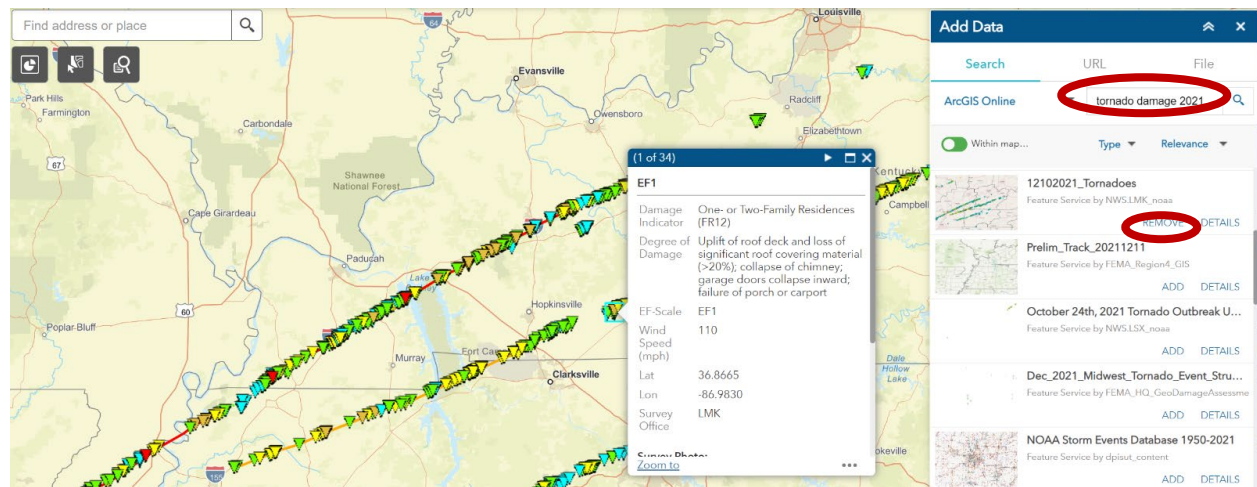 Find address or place
Park Hills
Farmington
Carbondale
67
Shawnee
National Forest
Cape Girardeau
Paducah
Lake
60
Poplar Bluff
Murray
Fort
Hopkinsville
Clarksville
155
64
Louisville
Evansville
Owensboro
Radcliff
Elizabethtown
Kentucky
Campbel
Dale
Hollow
Lake
okeville
(1 of 34)
EF1
Damage Indicator One- or Two-Family Residences
(FR12)
Degree of Uplift of roof deck and loss of
Damage significant roof covering material
(>20%); collapse of chimney;
garage doors collapse inward;
failure of porch or carport
EF-Scale EF1
Wind 110
Speed
(mph)
Lat 36.8665
Lon -86.9830
Survey LMK
Office
Survey Photo:
Zoom to
Add Data
Search URL File
ArcGIS Online tornado damage 2021
Within map... Type Relevance
12102021_Tornadoes
Feature Service by NWS.LMK_noaa
REMOVE DETAILS
Prelim_Track_20211211
Feature Service by FEMA_Region4_GIS
ADD DETAILS
October 24th, 2021 Tornado Outbreak U...
Feature Service by NWS.LSX_noaa
ADD DETAILS
Dec_2021_Midwest_Tornado_Event_Stru...
Feature Service by FEMA_HQ_GeoDamageAssessme
ADD DETAILS
NOAA Storm Events Database 1950-2021
Feature Service by dpisut_content
ADD DETAILS